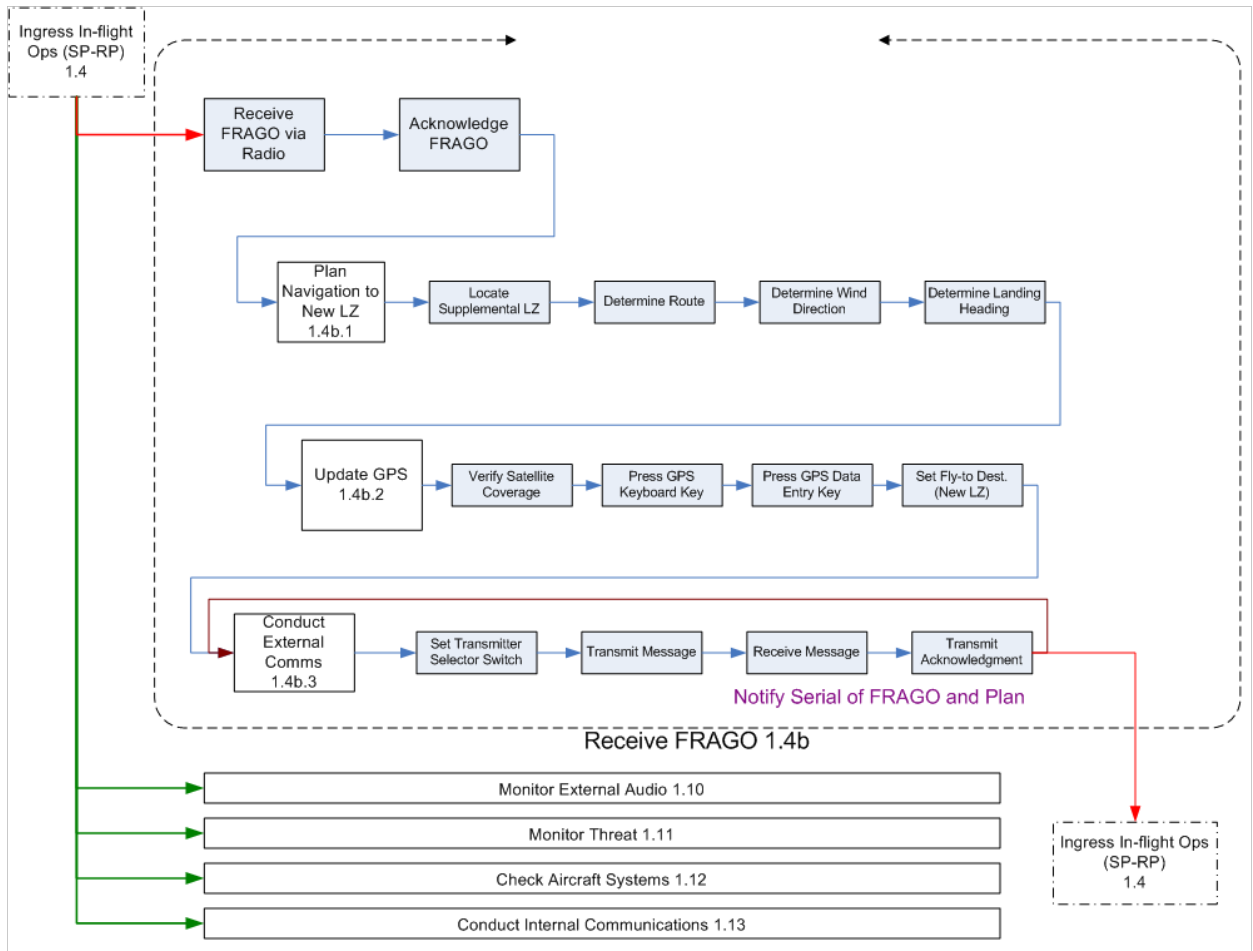 Ingress In-flight
Ops (SP-RP)
1.4
Receive
FRAGO via
Radio
Acknowledge
FRAGO
Plan
Navigation to
New LZ
1.4b.1
Locate
Supplemental LZ
Determine Route
Determine Wind
Direction
Determine Landing
Heading
Update GPS
1.4b.2
Verify Satellite
Coverage
Press GPS
Keyboard Key
Press GPS Data
Entry Key
Set Fly-to Dest.
(New LZ)
Conduct
External
Comms
1.4b.3
Set Transmitter
Selector Switch
Transmit Message
Receive Message
Transmit
Acknowledgment
Notify Serial of FRAGO and Plan
Receive FRAGO 1.4b
Monitor External Audio 1.10
Monitor Threat 1.11
Check Aircraft Systems 1.12
Conduct Internal Communications 1.13
Ingress In-flight Ops
(SP-RP)
1.4